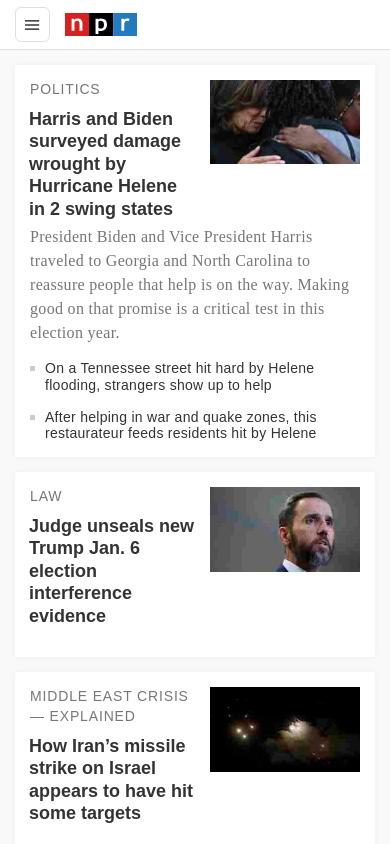 npr
POLITICS
Harris and Biden
surveyed damage
wrought by
Hurricane Helene
in 2 swing states
President Biden and Vice President Harris
traveled to Georgia and North Carolina to
reassure people that help is on the way. Making
good on that promise is a critical test in this
election year.
On a Tennessee street hit hard by Helene
flooding, strangers show up to help
After helping in war and quake zones, this
restaurateur feeds residents hit by Helene
LAW
Judge unseals new
Trump Jan. 6
election
interference
evidence
MIDDLE EAST CRISIS
— EXPLAINED
How Iran’s missile
strike on Israel
appears to have hit
some targets